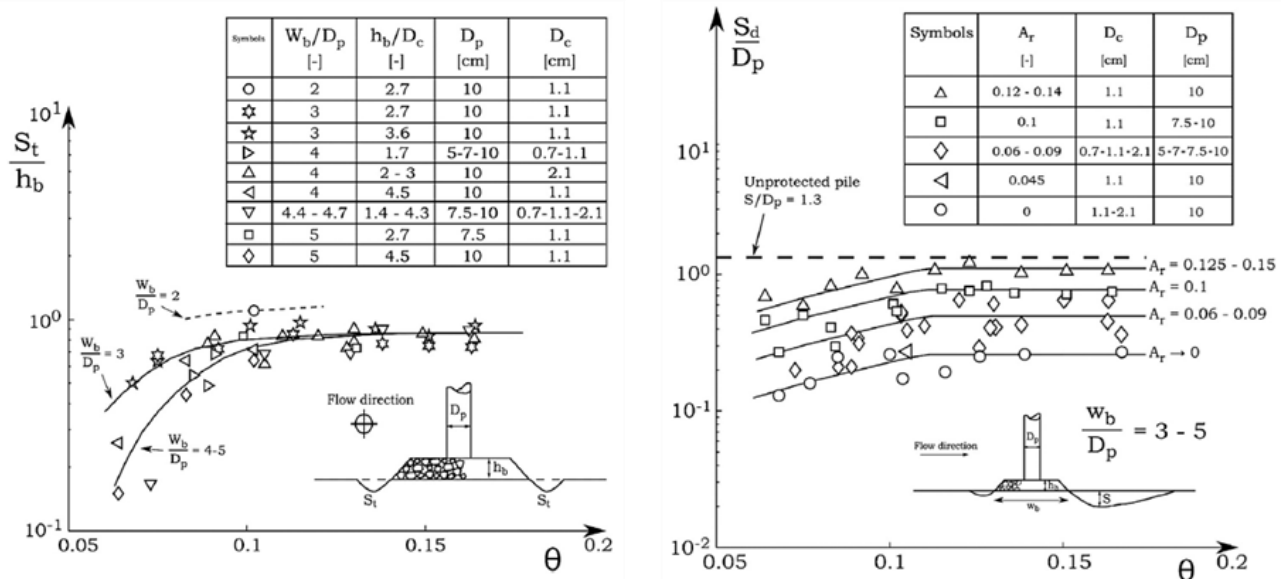 Symbols W_b/D_p [-] h_b/D_c [-] D_p [cm] D_c [cm]
2 2.7 10 1.1
3 2.7 10 1.1
3 3.6 10 1.1
4 1.7 5-7-10 0.7-1.1
4 2 - 3 10 2.1
4 4.5 10 1.1
4.4 - 4.7 1.4 - 4.3 7.5-10 0.7-1.1-2.1
5 2.7 7.5 1.1
5 4.5 10 1.1
S_t/h_b
10^1
10^0
10^-1
W_b/D_p = 2
W_b/D_p = 3
W_b/D_p = 4-5
Flow direction
D_p
h_b
S_t
S_t
0.05 0.1 0.15 0.2
θ
S_d/D_p
Symbols A_r [-] D_c [cm] D_p [cm]
0.12 - 0.14 1.1 10
0.1 1.1 7.5-10
0.06 - 0.09 0.7-1.1-2.1 5-7-7.5-10
0.045 1.1 10
0 1.1-2.1 10
10^1
Unprotected pile
S/D_p = 1.3
10^0
10^-1
10^-2
A_r = 0.125 - 0.15
A_r = 0.1
A_r = 0.06 - 0.09
A_r → 0
w_b/D_p = 3 - 5
Flow direction
D_p
h_b
w_b
S
0.05 0.1 0.15 0.2
θ